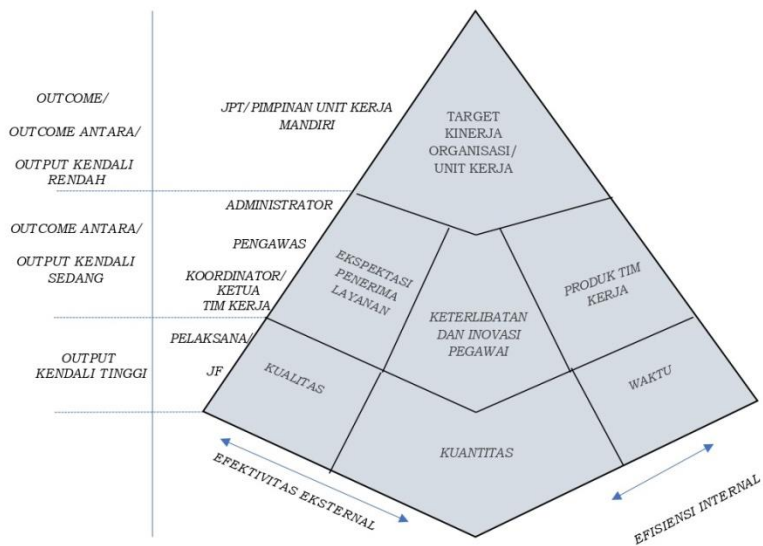 OUTCOME/
OUTCOME ANTARA/
OUTPUT KENDALI
RENDAH
JPT/ PIMPINAN UNIT KERJA
MANDIRI
TARGET
KINERJA
ORGANISASI/
UNIT KERJA
OUTCOME ANTARA/
OUTPUT KENDALI
SEDANG
ADMINISTRATOR
PENGAWAS
KOORDINATOR/
KETUA
TIM KERJA
EKSPEKTASI
PENERIMA
LAYANAN
KETERLIBATAN
DAN INOVASI
PEGAWAI
PRODUK TIM
KERJA
OUTPUT
KENDALI TINGGI
PELAKSANA/
JF
KUALITAS
KUANTITAS
WAKTU
EFEKTIVITAS EKSTERNAL
EFISIENSI INTERNAL